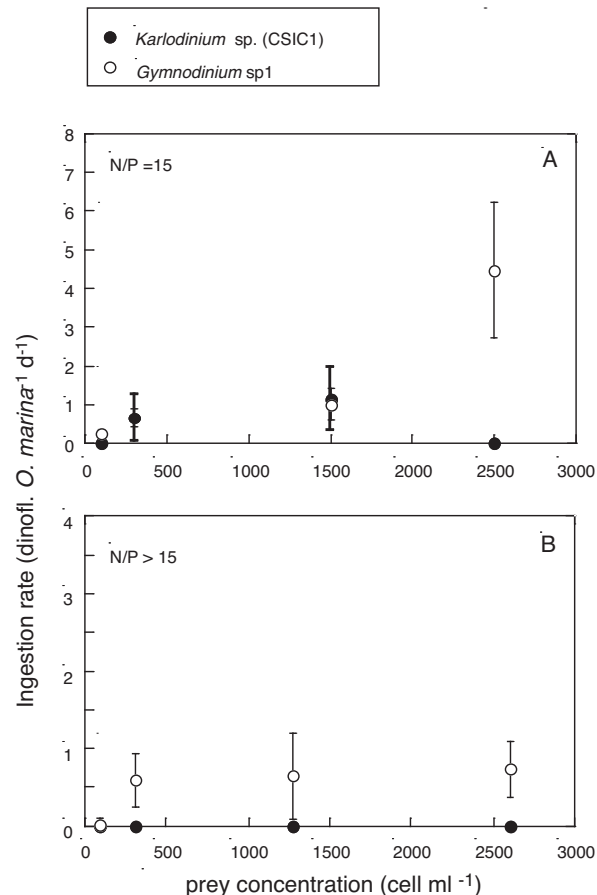 Karlodinium sp. (CSIC1)
Gymnodinium sp1
Ingestion rate (dinofl. O. marina-1 d-1)
8
7
6
5
4
3
2
1
0
N/P =15
A
0 500 1000 1500 2000 2500 3000
4
3
2
1
0
N/P > 15
B
0 500 1000 1500 2000 2500 3000
prey concentration (cell ml -1)